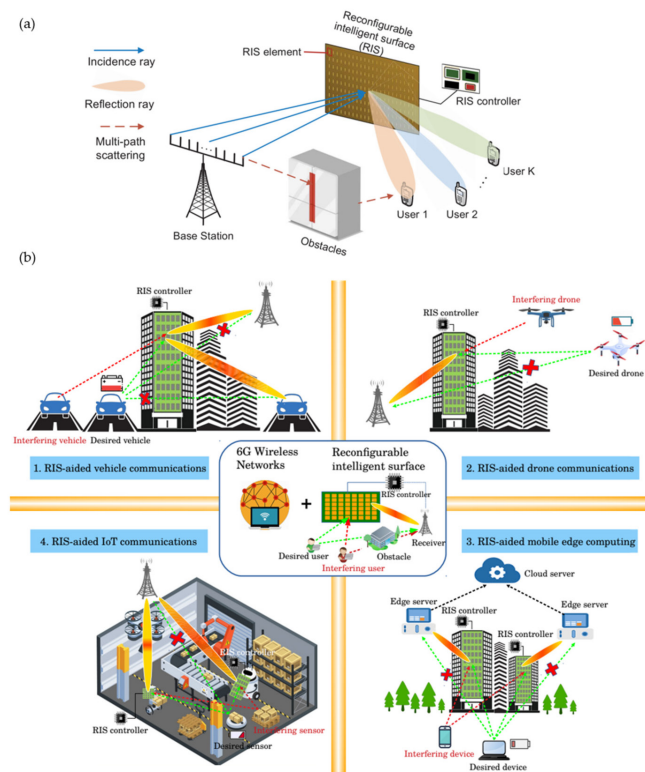 (a)
Reconfigurable
intelligent surface
(RIS)
RIS element
Incidence ray
RIS controller
Reflection ray
Multi-path
scattering
User K
User 1
User 2
Obstacles
Base Station
(b)
RIS controller
Interfering vehicle
Desired vehicle
1. RIS-aided vehicle communications
RIS
controller
Interfering drone
Desired drone
2. RIS-aided drone communications
6G Wireless
Networks
+
Reconfigurable
intelligent surface
RIS controller
Receiver
Desired user
Obstacle
Interfering user
4. RIS-aided IoT communications
RIS controller
RIS controller
Interfering sensor
Desired sensor
3. RIS-aided mobile edge computing
Cloud server
Edge server
Edge server
RIS
controller
RIS controller
Interfering device
Desired device